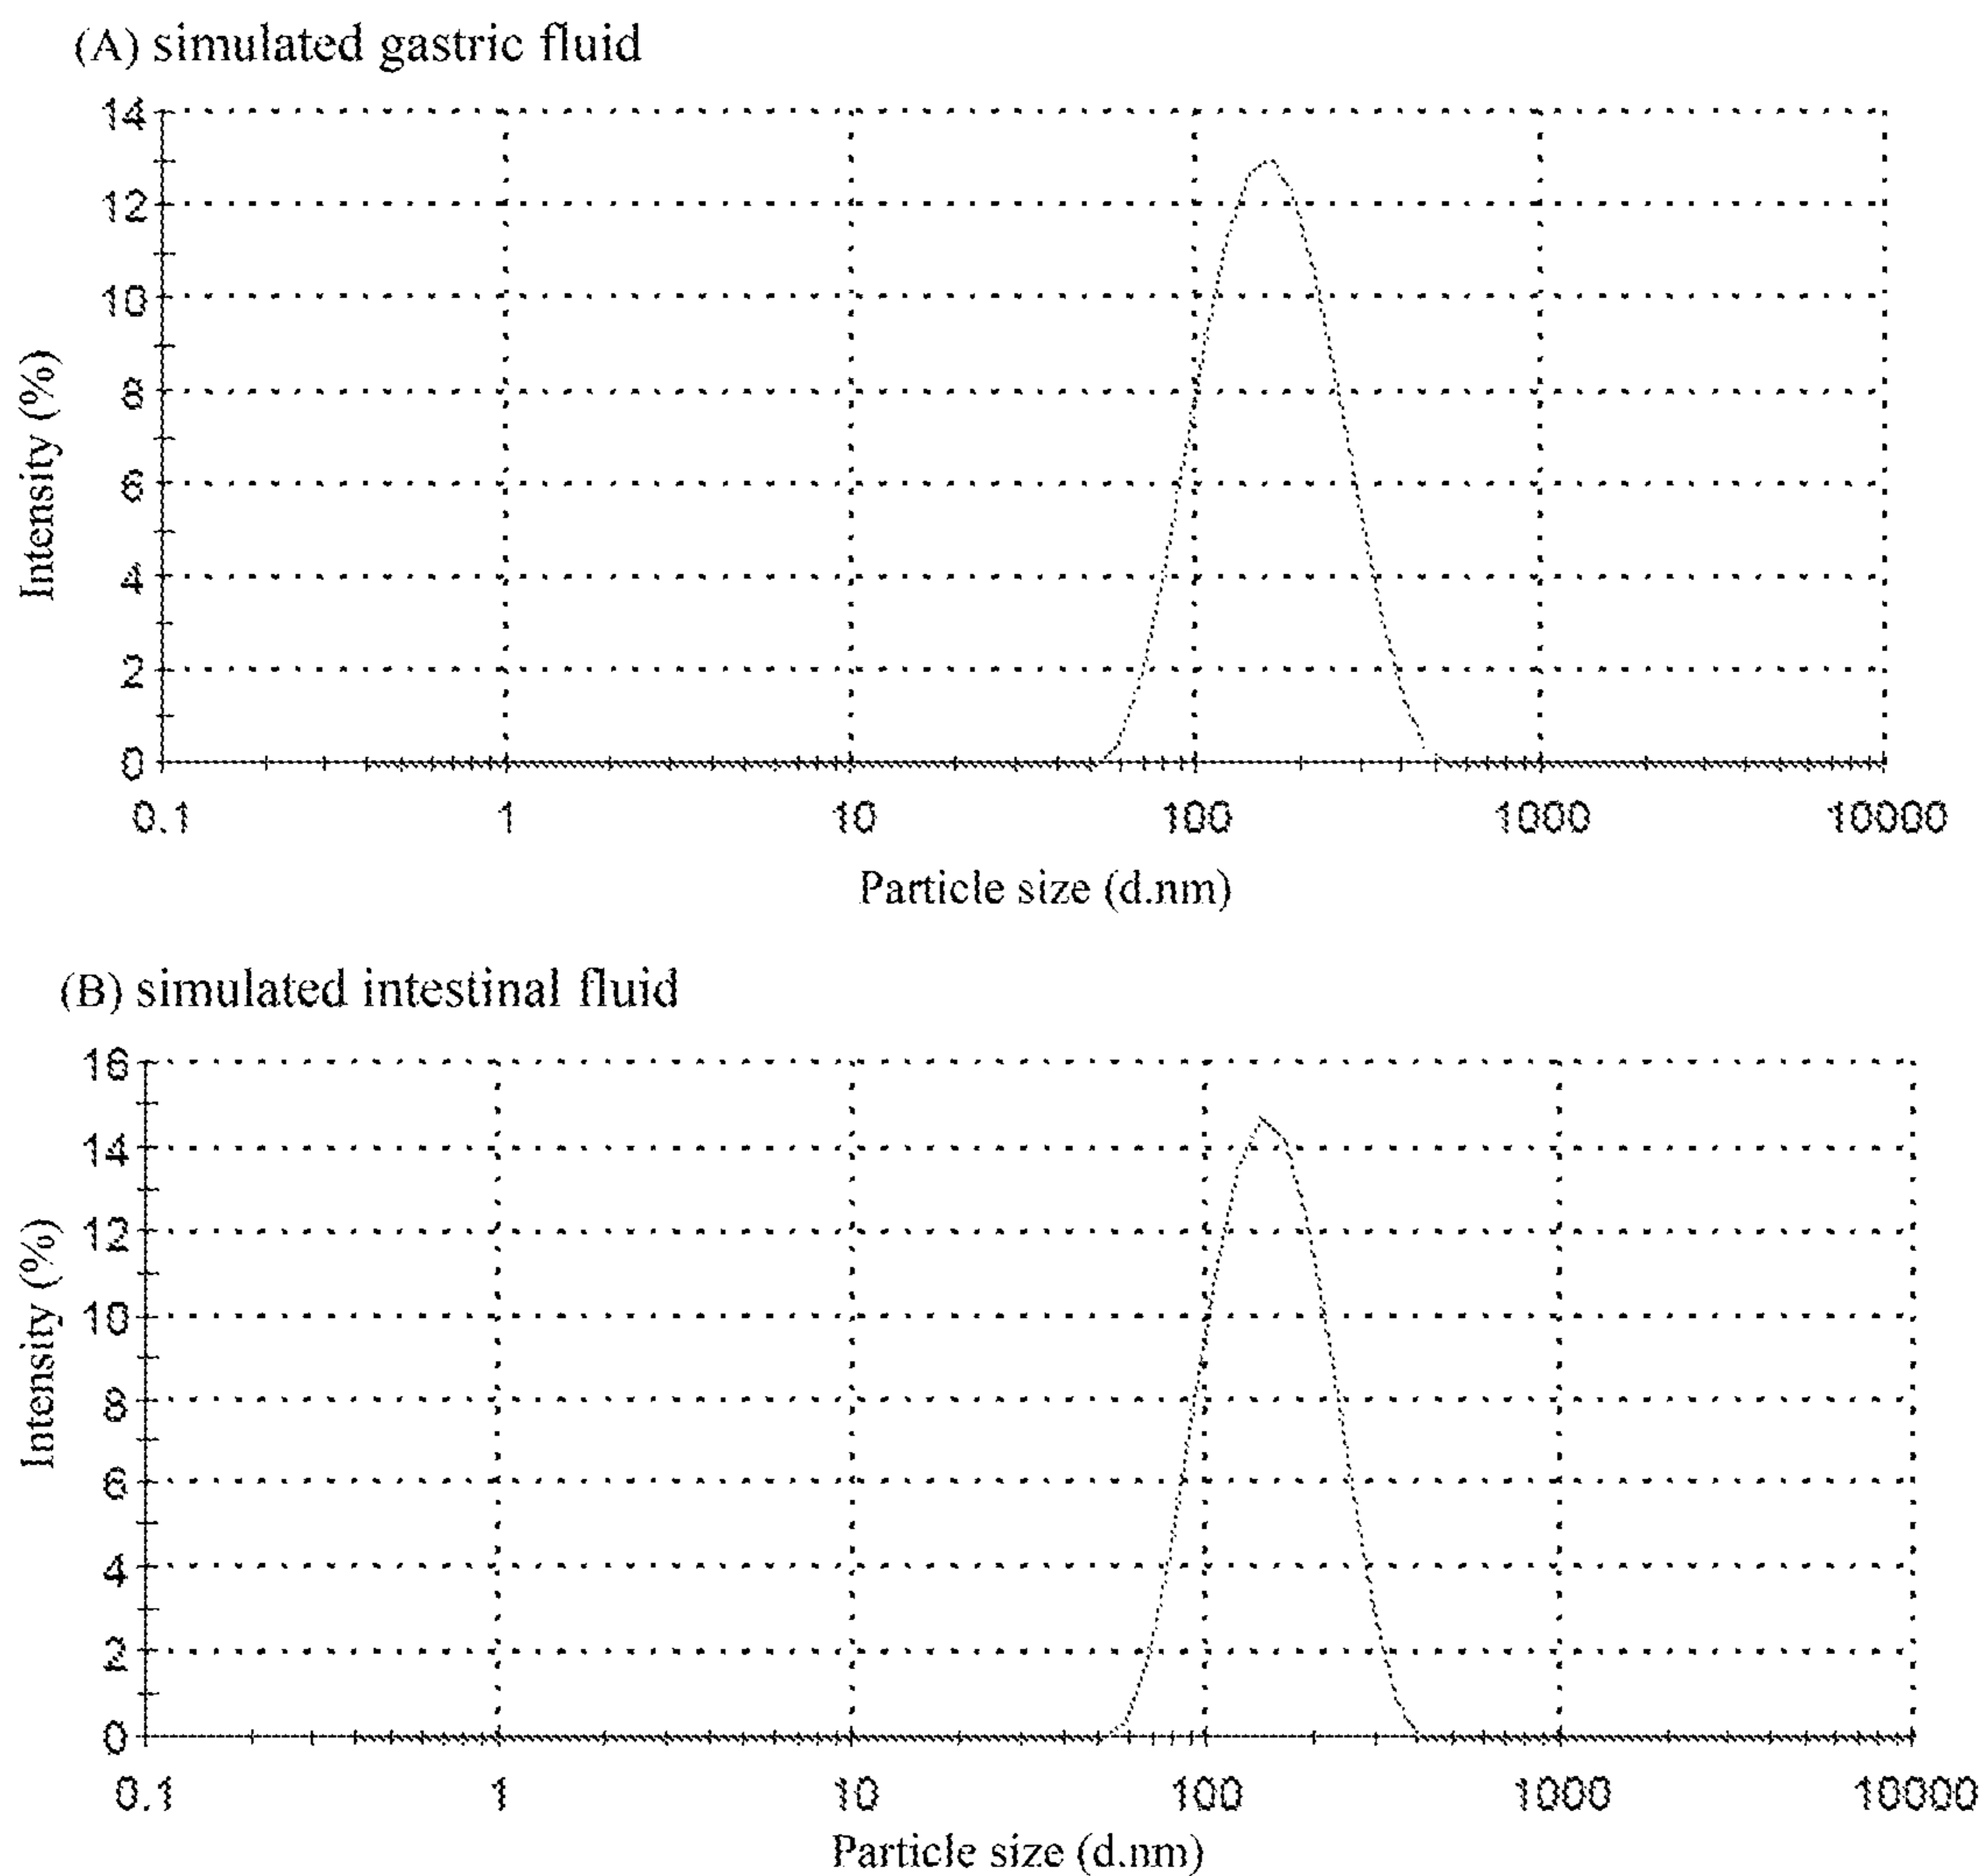 (A) simulated gastric fluid
14
12
10
8
6
4
2
0
Intensity (%)
0.1 1 10 100 1000 10000
Particle size (d.nm)
(B) simulated intestinal fluid
16
14
12
10
8
6
4
2
0
Intensity (%)
0.1 1 10 100 1000 10000
Particle size (d.nm)